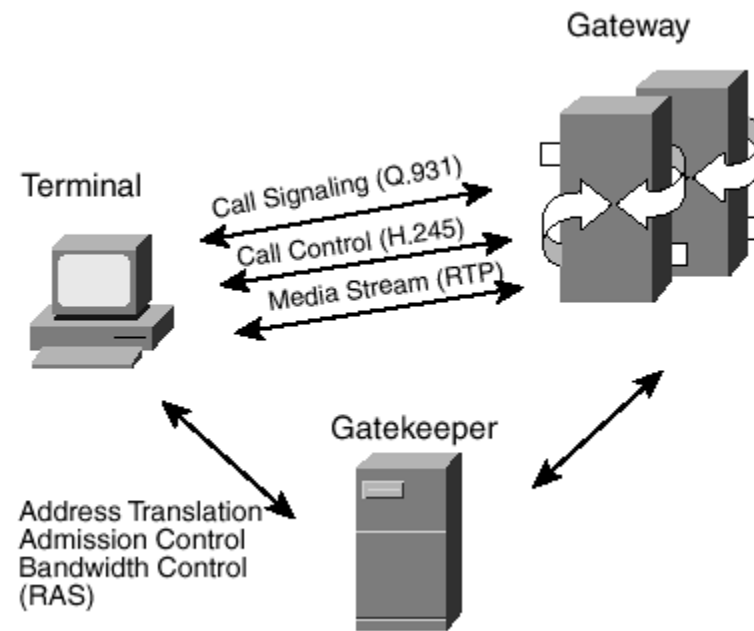 Gateway
Terminal
Call Signaling (Q.931)
Call Control (H.245)
Media Stream (RTP)
Gatekeeper
Address Translation
Admission Control
Bandwidth Control
(RAS)